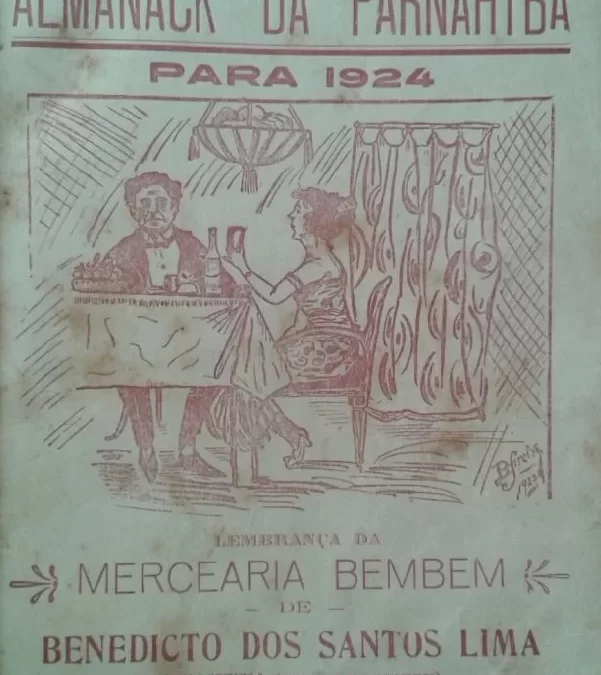 ALMANACK DA PARNAHYBA
PARA 1924
LEMBRANÇA DA
MERCEARIA BEMBEM
- DE -
BENEDICTO DOS SANTOS LIMA